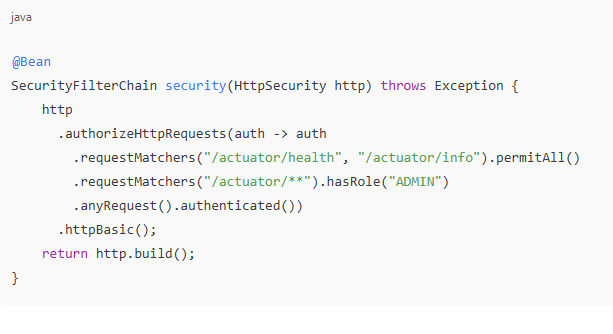 java
@Bean
SecurityFilterChain security(HttpSecurity http) throws Exception {
    http
      .authorizeHttpRequests(auth -> auth
        .requestMatchers("/actuator/health", "/actuator/info").permitAll()
        .requestMatchers("/actuator/**").hasRole("ADMIN")
        .anyRequest().authenticated())
      .httpBasic();
    return http.build();
}